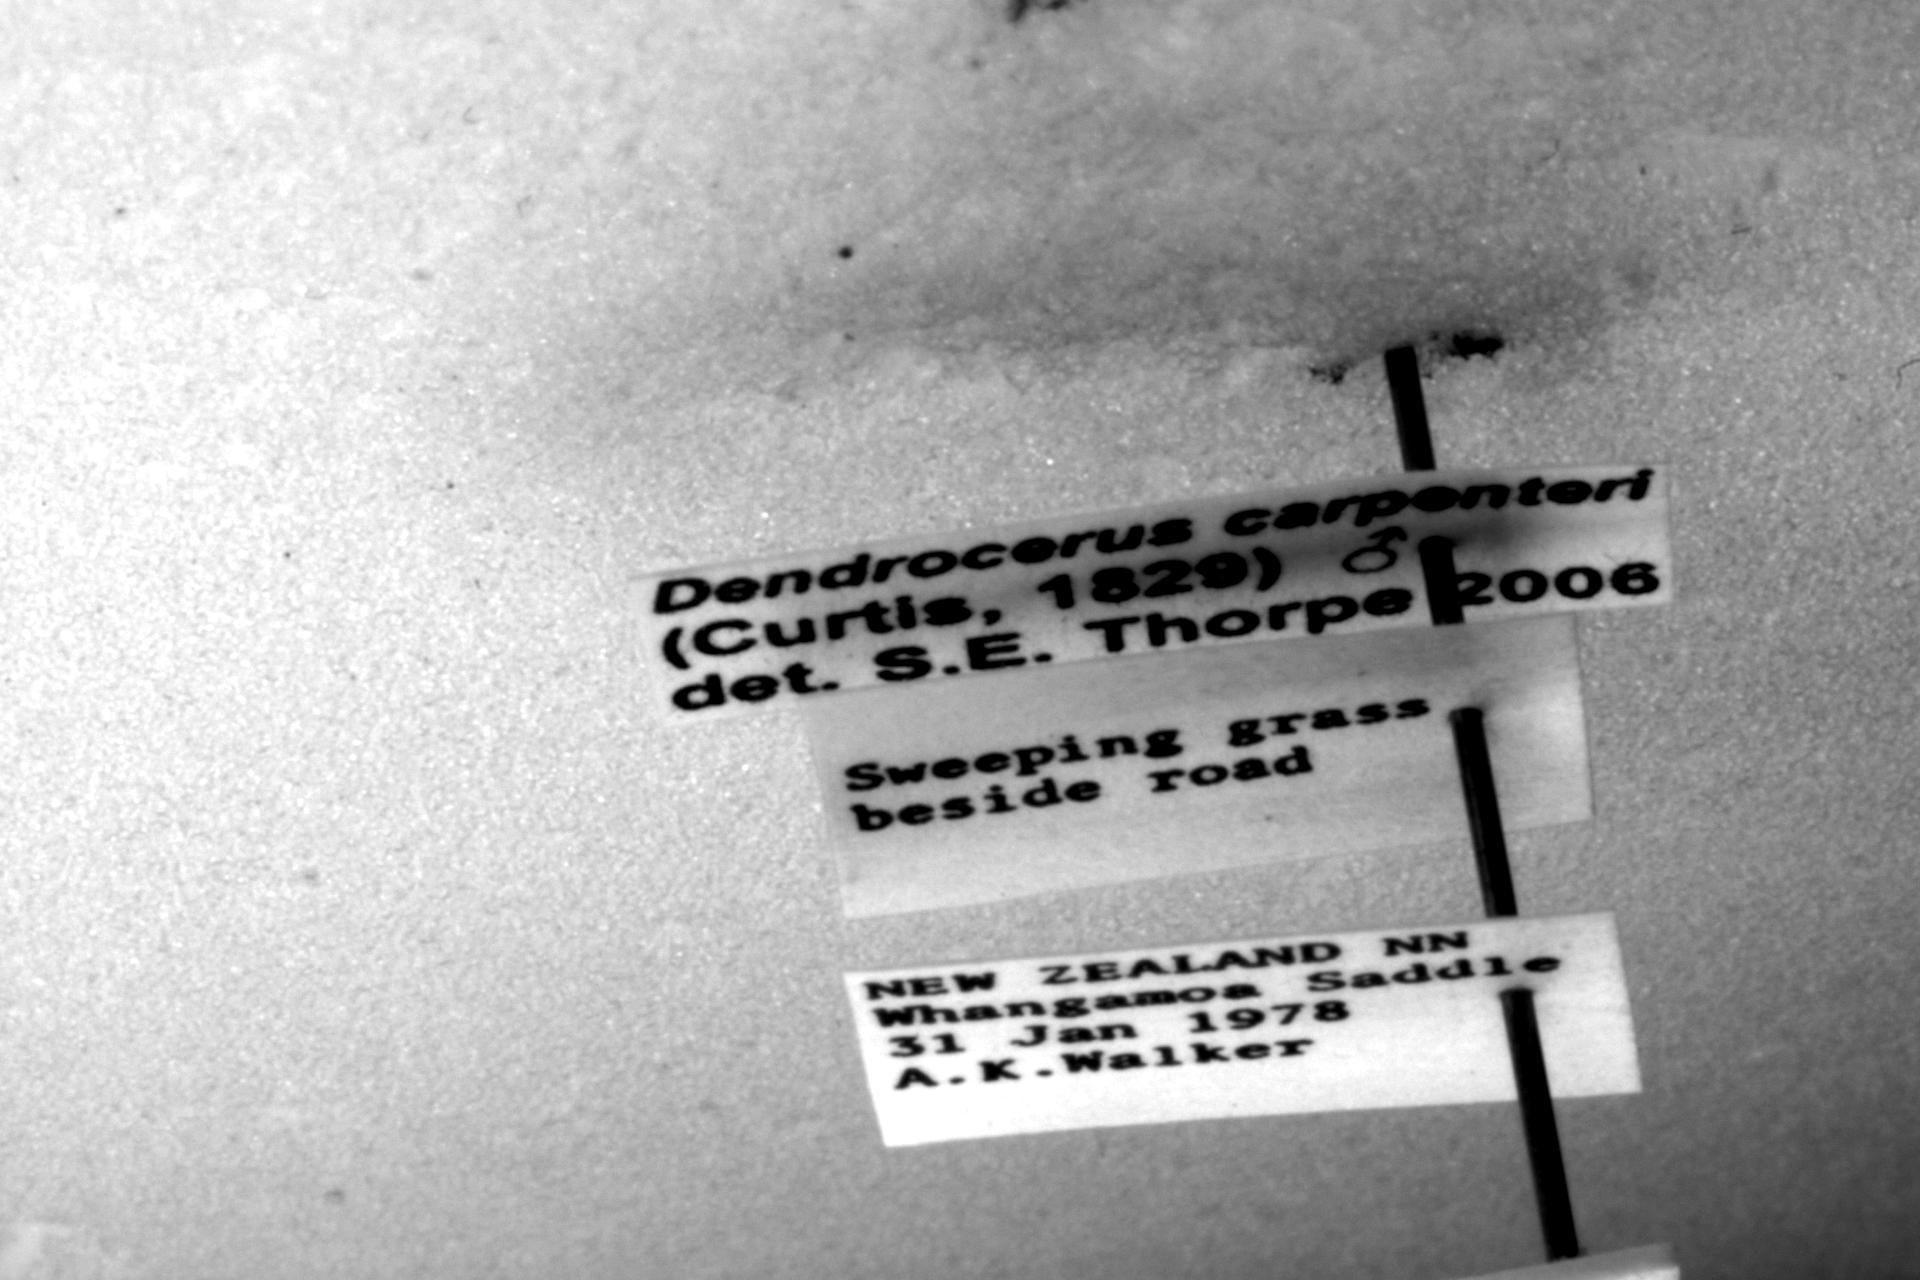 Dendrocerus carpenteri
(Curtis, 1829) ♂
det. S.E. Thorpe 2006
Sweeping grass
beside road
NEW ZEALAND NN
Whangamoa Saddle
31 Jan 1978
A.K.Walker